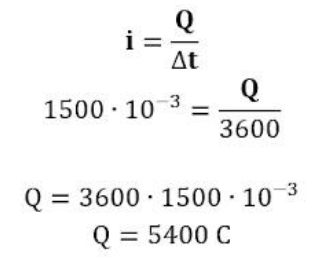 i = Q/Δt
1500 · 10⁻³ = Q/3600
Q = 3600 · 1500 · 10⁻³
Q = 5400 C